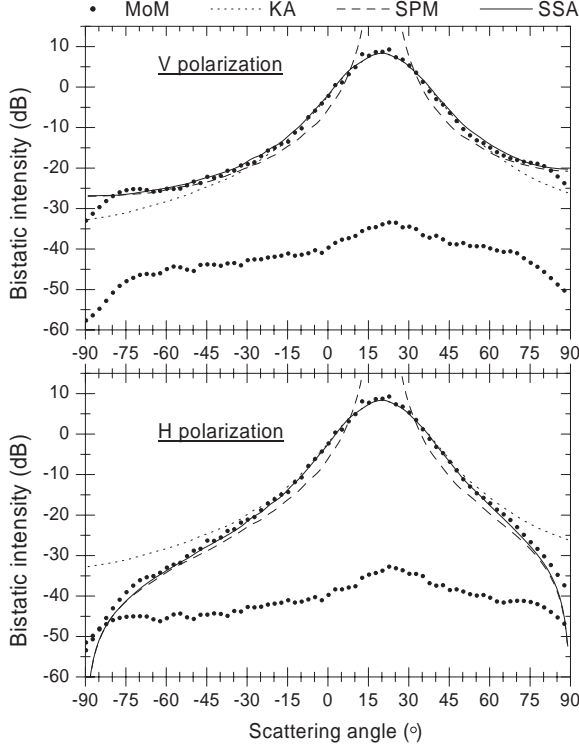 MoM KA SPM SSA
V polarization
Bistatic intensity (dB)
10
0
-10
-20
-30
-40
-50
-60
-90 -75 -60 -45 -30 -15 0 15 30 45 60 75 90
H polarization
Bistatic intensity (dB)
10
0
-10
-20
-30
-40
-50
-60
-90 -75 -60 -45 -30 -15 0 15 30 45 60 75 90
Scattering angle (°)